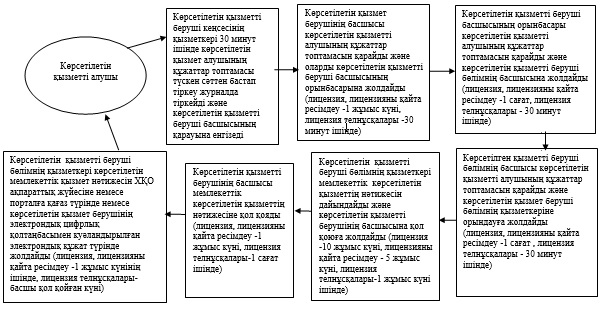 Көрсетілетін
қызметті алушы
Көрсетілетін қызметті
беруші кеңсесінің
қызметкері 30 минут
ішінде көрсетілетін
қызмет алушының
құжаттар топтамасы
түскен сәттен бастап
тіркеу журналда
тіркейді және
көрсетілетін қызметті
беруші басшысының
қарауына енгізеді
Көрсетілетін қызмет
берушінің басшысы
көрсетілетін қызметті
алушының құжаттар
топтамасын қарайды және
оларды көрсетілетін қызметті
беруші басшысының
орынбасарына жолдайды
(лицензия, лицензияны қайта
ресімдеу -1 жұмыс күні,
лицензия телнұсқалары -30
минут ішінде)
Көрсетілетін қызметті беруші
басшысының орынбасары
көрсетілетін қызметті
алушының құжаттар
топтамасын қарайды және
көрсетілетін қызметті беруші
бөлімнің басшысына жолдайды
(лицензия, лицензияны қайта
ресімдеу -1 сағат, лицензия
телнұсқалары - 30 минут
ішінде)
Көрсетілген қызметті беруші
бөлімнің басшысы көрсетілетін
қызметті алушының құжаттар
топтамасын қарайды және
көрсетілетін қызмет беруші
бөлімнің қызметкеріне
орындауға жолдайды
(лицензия, лицензияны қайта
ресімдеу -1 сағат , лицензия
телнұсқалары - 30 минут
ішінде)
Көрсетілетін қызметті
беруші бөлімнің қызметкері
мемлекеттік көрсетілетін
қызметтің нәтижесін
дайындайды және
көрсетілетін қызметті
берушінің басшысына қол
қоюға жолдайды (лицензия
-10 жұмыс күні, лицензияны
қайта ресімдеу - 5 жұмыс
күні, лицензия
телнұсқалары-1 жұмыс күні
ішінде)
Көрсетілетін қызметті
берушінің басшысы
мемлекеттік
көрсетілетін қызметтің
нәтижесіне қол қояды
(лицензия, лицензияны
қайта ресімдеу -1
жұмыс күні, лицензия
телнұсқалары-1 сағат
ішінде)
Көрсетілетін қызметті беруші
бөлімнің қызметкері көрсетілетін
мемлекеттік қызмет нәтижесін ХҚО
ақпараттық жүйесіне немесе
порталға қағаз түрінде немесе
көрсетілетін қызмет берушінің
электрондық цифрлық
қолтаңбасымен куәландырылған
электрондық құжат түрінде
жолдайды (лицензия, лицензияны
қайта ресімдеу -1 жұмыс күнінің
ішінде, лицензия телнұсқалары-
басшы қол қойған күні)